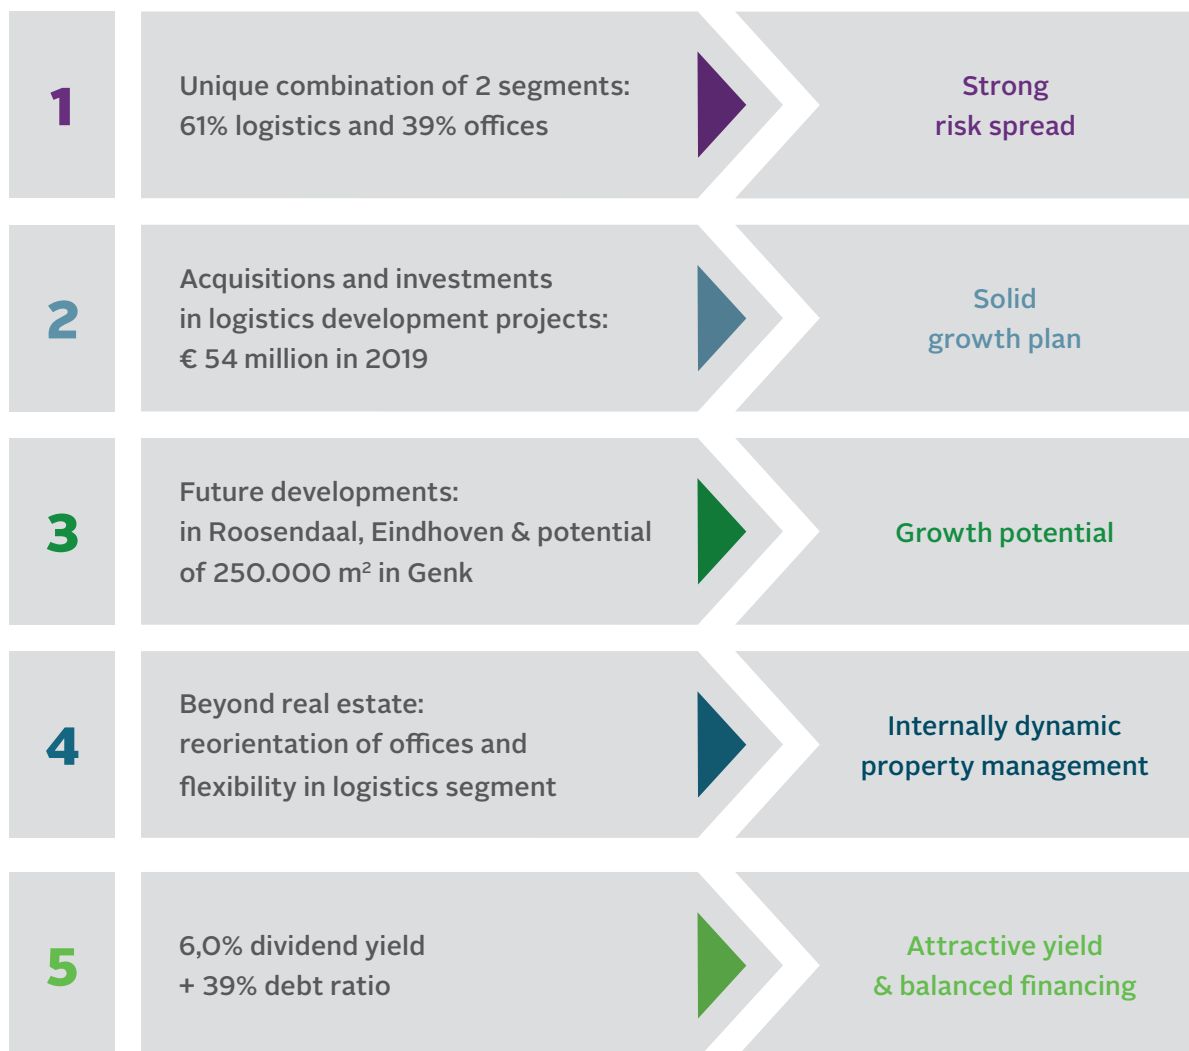 1
Unique combination of 2 segments:
61% logistics and 39% offices
Strong
risk spread
2
Acquisitions and investments
in logistics development projects:
€ 54 million in 2019
Solid
growth plan
3
Future developments:
in Roosendaal, Eindhoven & potential
of 250.000 m² in Genk
Growth potential
4
Beyond real estate:
reorientation of offices and
flexibility in logistics segment
Internally dynamic
property management
5
6,0% dividend yield
+ 39% debt ratio
Attractive yield
& balanced financing